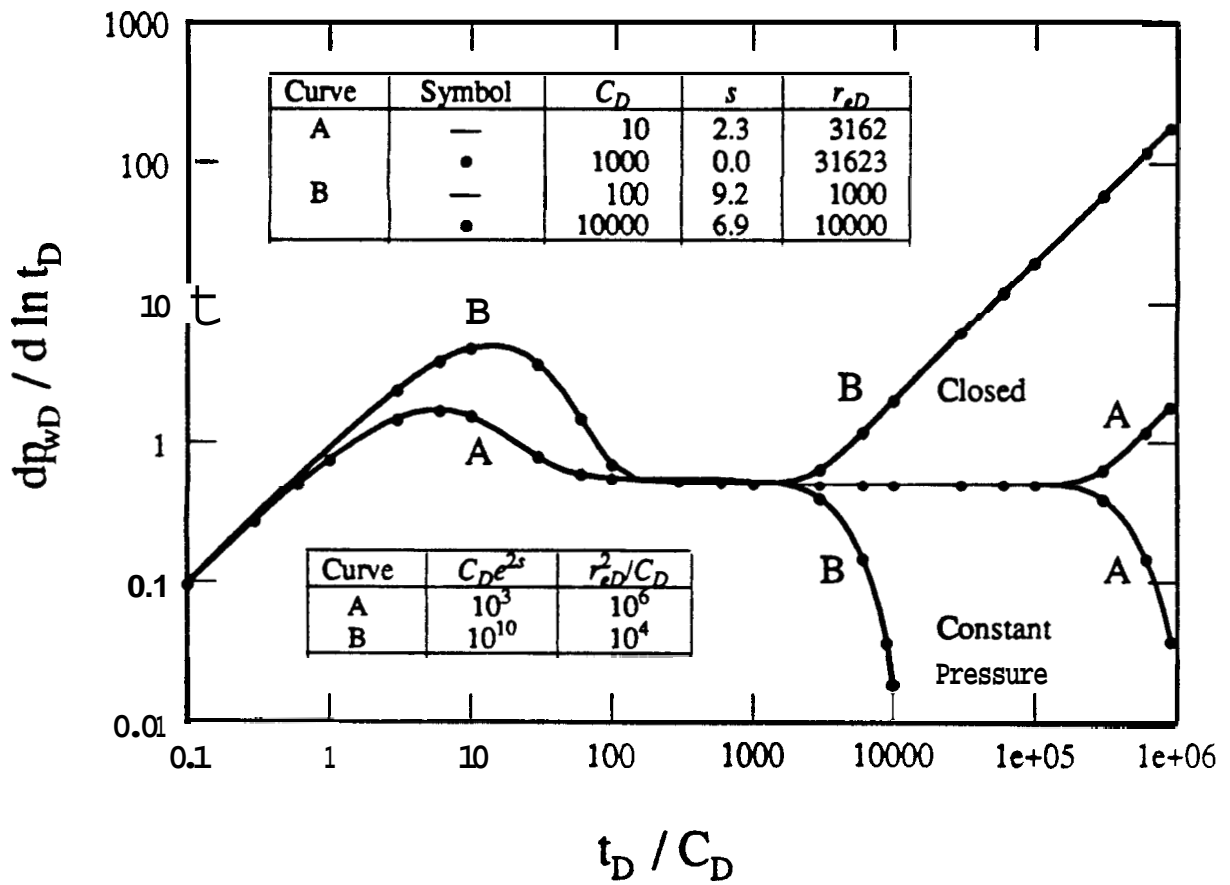 1000
Curve Symbol C_D s r_eD
A — 10 2.3 3162
• 1000 0.0 31623
B — 100 9.2 1000
• 10000 6.9 10000
100
10
1
0.1
0.01
dp_wD / d ln t_D
B
A
B
Closed
A
B
A
Constant
Pressure
Curve C_De^2s r²_eD/C_D
A 10³ 10⁶
B 10¹⁰ 10⁴
0.1 1 10 100 1000 10000 1e+05 1e+06
t_D / C_D